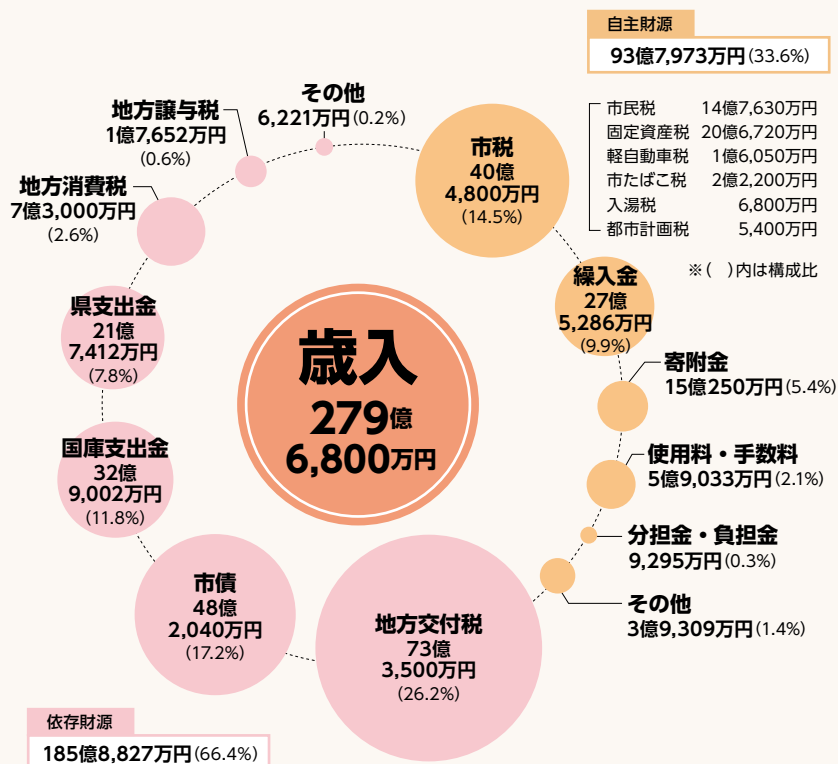 自主財源
93億7,973万円(33.6%)
市民税 14億7,630万円
固定資産税 20億6,720万円
軽自動車税 1億6,050万円
市たばこ税 2億2,200万円
入湯税 6,800万円
都市計画税 5,400万円
※( )内は構成比
市税
40億
4,800万円
(14.5%)
繰入金
27億
5,286万円
(9.9%)
寄附金
15億250万円(5.4%)
使用料・手数料
5億9,033万円(2.1%)
分担金・負担金
9,295万円(0.3%)
その他
3億9,309万円(1.4%)
歳入
279億
6,800万円
その他
6,221万円(0.2%)
地方譲与税
1億7,652万円
(0.6%)
地方消費税
7億3,000万円
(2.6%)
県支出金
21億
7,412万円
(7.8%)
国庫支出金
32億
9,002万円
(11.8%)
市債
48億
2,040万円
(17.2%)
地方交付税
73億
3,500万円
(26.2%)
依存財源
185億8,827万円(66.4%)